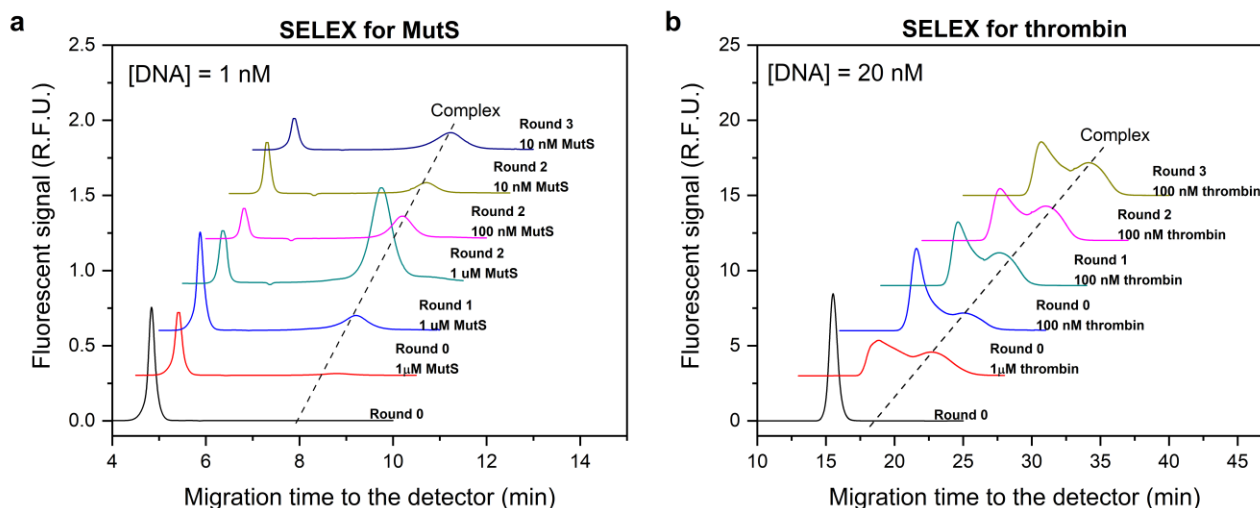 a
SELEX for MutS
[DNA] = 1 nM
Complex
Round 3
10 nM MutS
Round 2
10 nM MutS
Round 2
100 nM MutS
Round 2
1 uM MutS
Round 1
1 uM MutS
Round 0
1μM MutS
Round 0
2.5
2.0
1.5
1.0
0.5
0.0
Fluorescent signal (R.F.U.)
4 6 8 10 12 14
Migration time to the detector (min)
b
SELEX for thrombin
[DNA] = 20 nM
Complex
Round 3
100 nM thrombin
Round 2
100 nM thrombin
Round 1
100 nM thrombin
Round 0
100 nM thrombin
Round 0
1μM thrombin
Round 0
25
20
15
10
5
0
Fluorescent signal (R.F.U.)
10 15 20 25 30 35 40 45
Migration time to the detector (min)